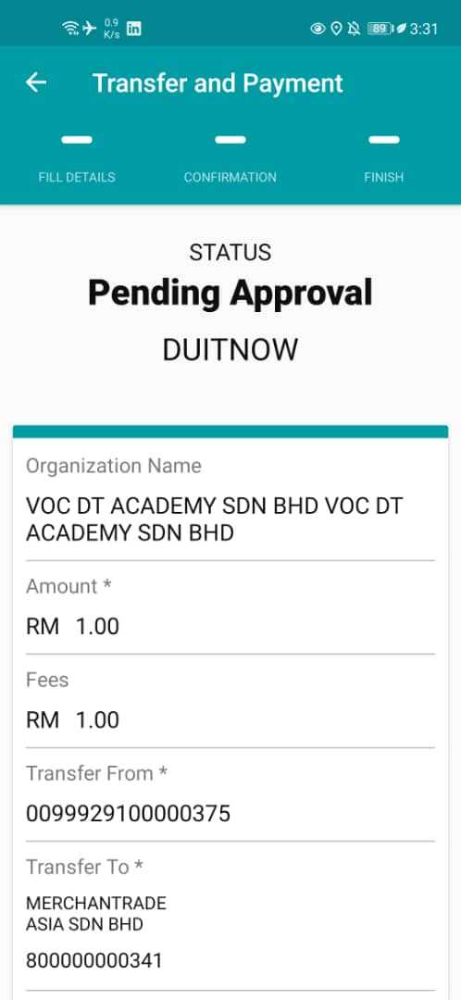 0.9
K/s
in
89
3:31
Transfer and Payment
FILL DETAILS
CONFIRMATION
FINISH
STATUS
Pending Approval
DUITNOW
Organization Name
VOC DT ACADEMY SDN BHD VOC DT
ACADEMY SDN BHD
Amount *
RM 1.00
Fees
RM 1.00
Transfer From *
0099929100000375
Transfer To *
MERCHANTRADE
ASIA SDN BHD
800000000341